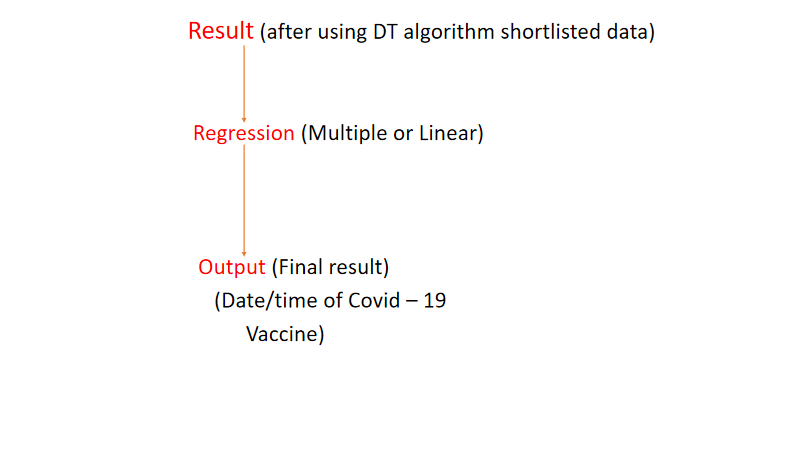 Result (after using DT algorithm shortlisted data)
Regression (Multiple or Linear)
Output (Final result)
(Date/time of Covid – 19
Vaccine)